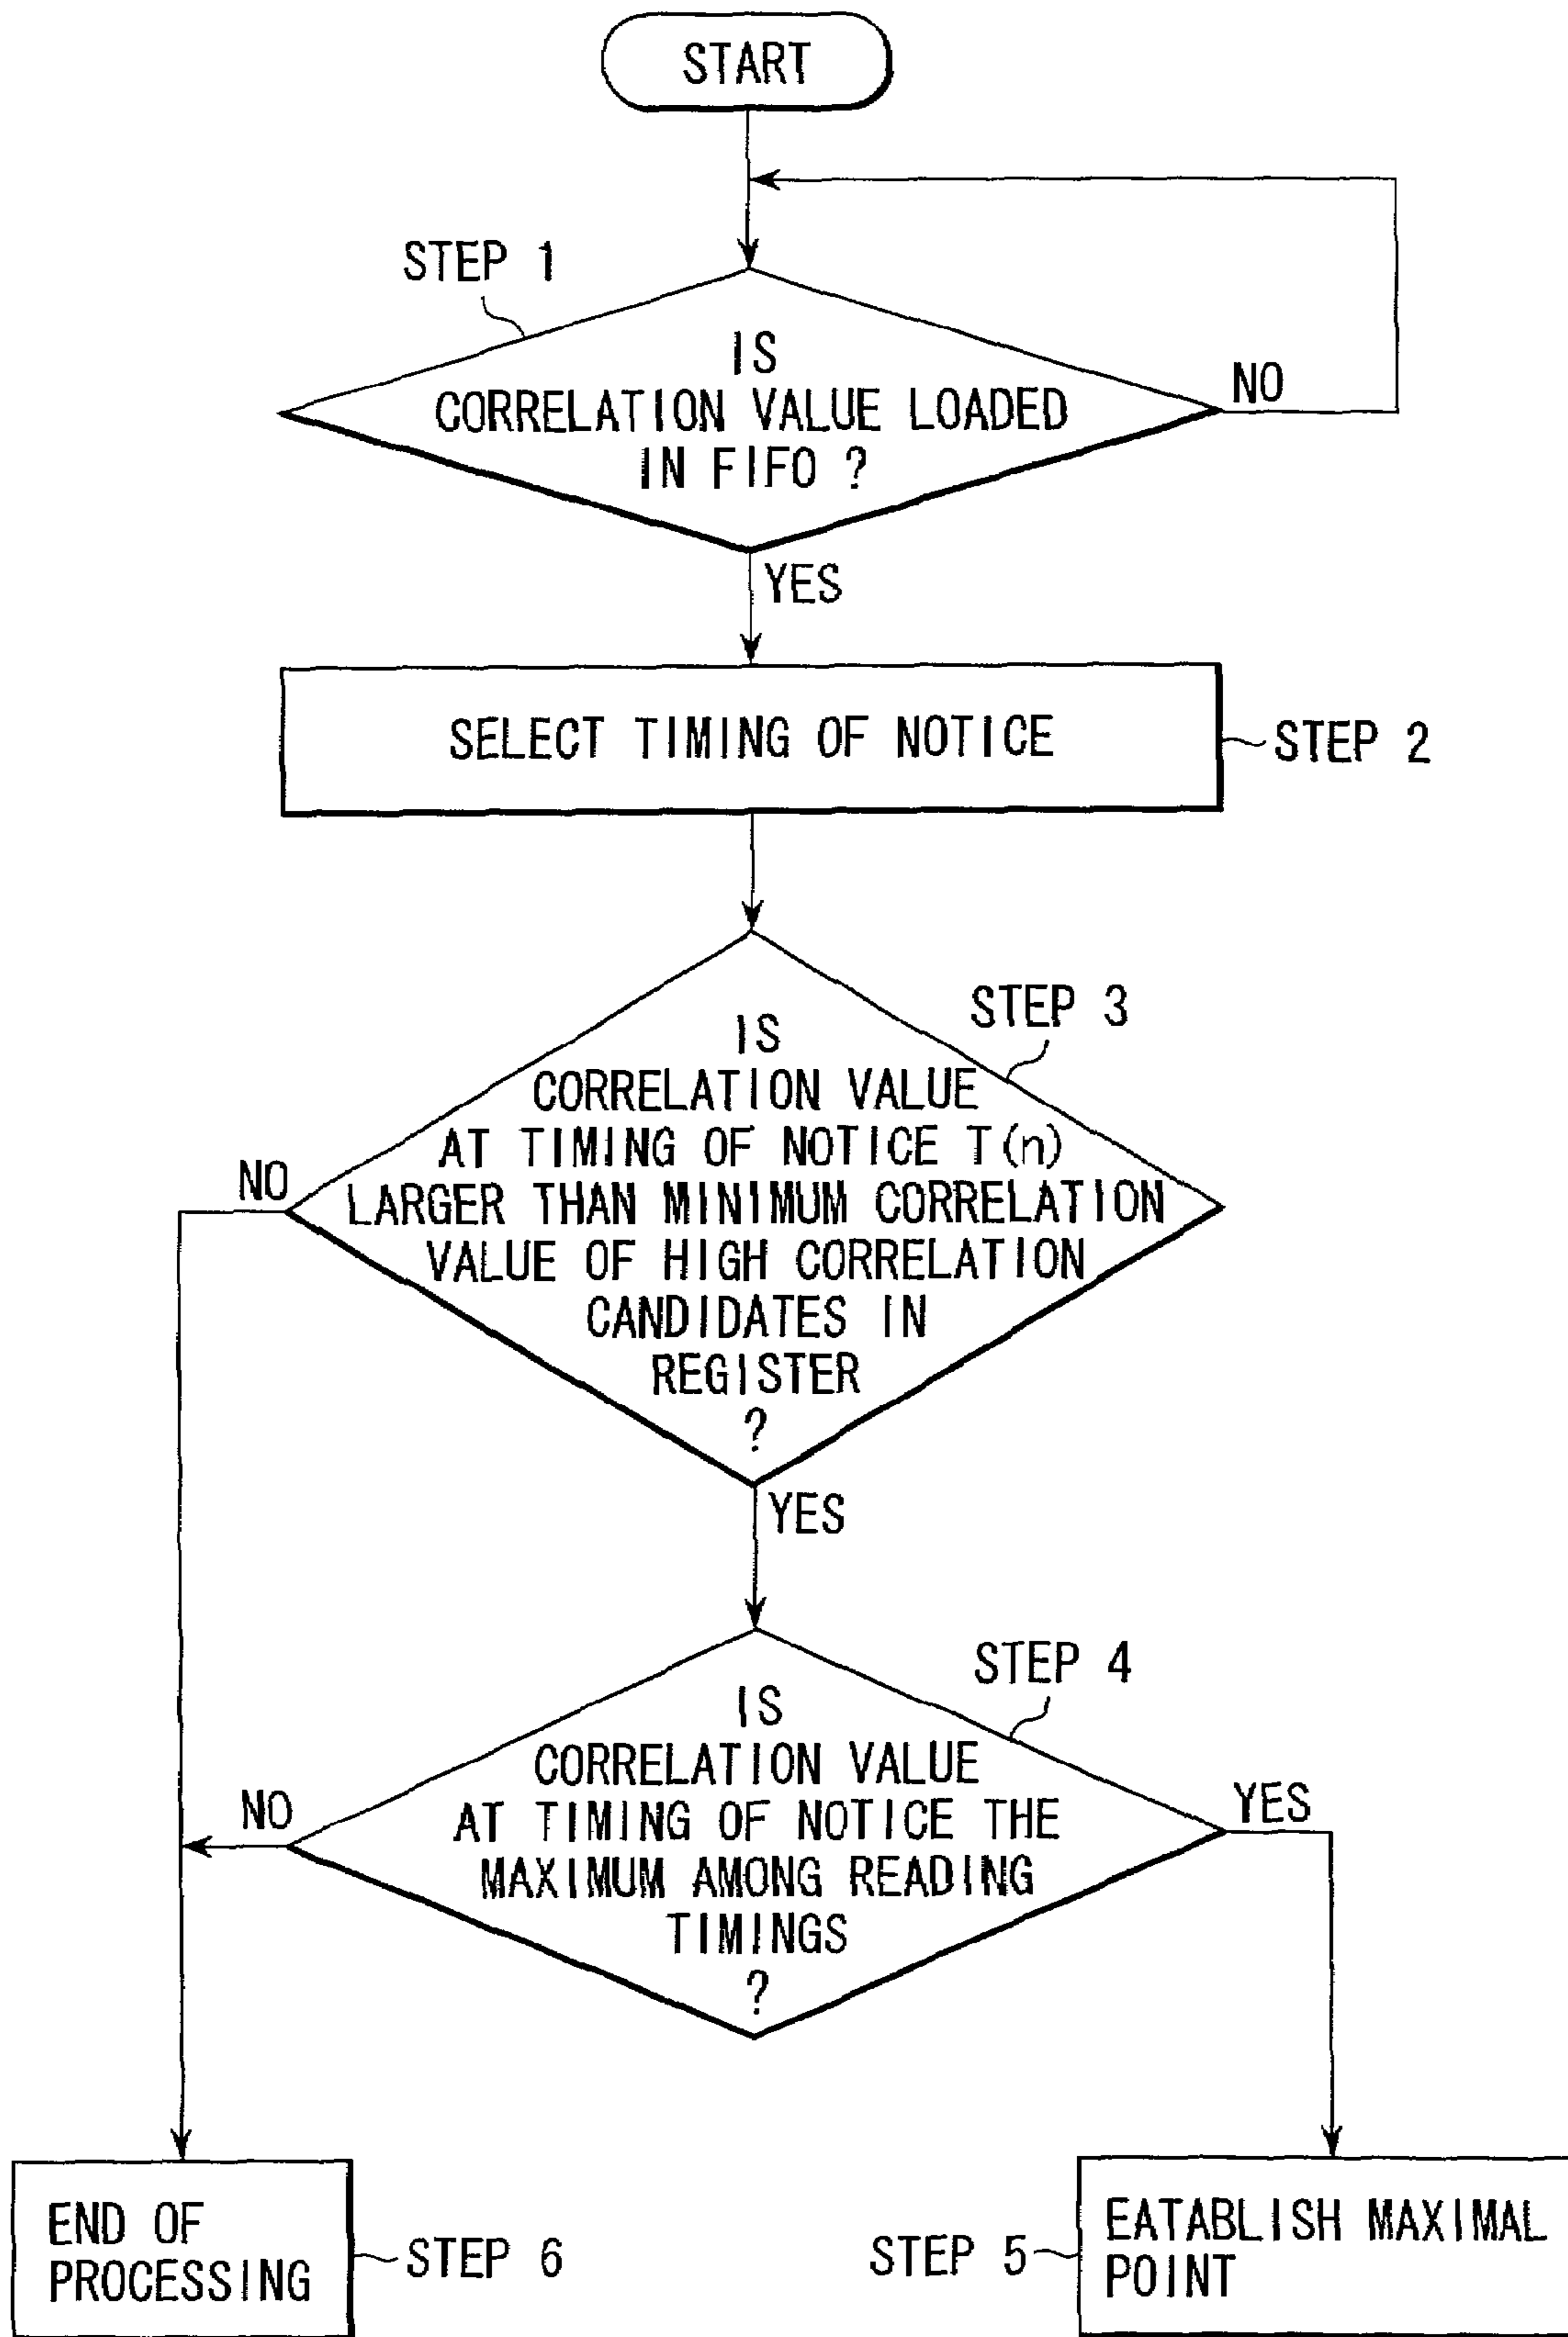 START
STEP 1
IS
CORRELATION VALUE LOADED
IN FIFO ?
NO
YES
SELECT TIMING OF NOTICE
STEP 2
STEP 3
IS
CORRELATION VALUE
AT TIMING OF NOTICE T(n)
LARGER THAN MINIMUM CORRELATION
VALUE OF HIGH CORRELATION
CANDIDATES IN
REGISTER
?
NO
YES
STEP 4
IS
CORRELATION VALUE
AT TIMING OF NOTICE THE
MAXIMUM AMONG READING
TIMINGS
?
NO
YES
END OF
PROCESSING
STEP 6
STEP 5
EATABLISH MAXIMAL
POINT